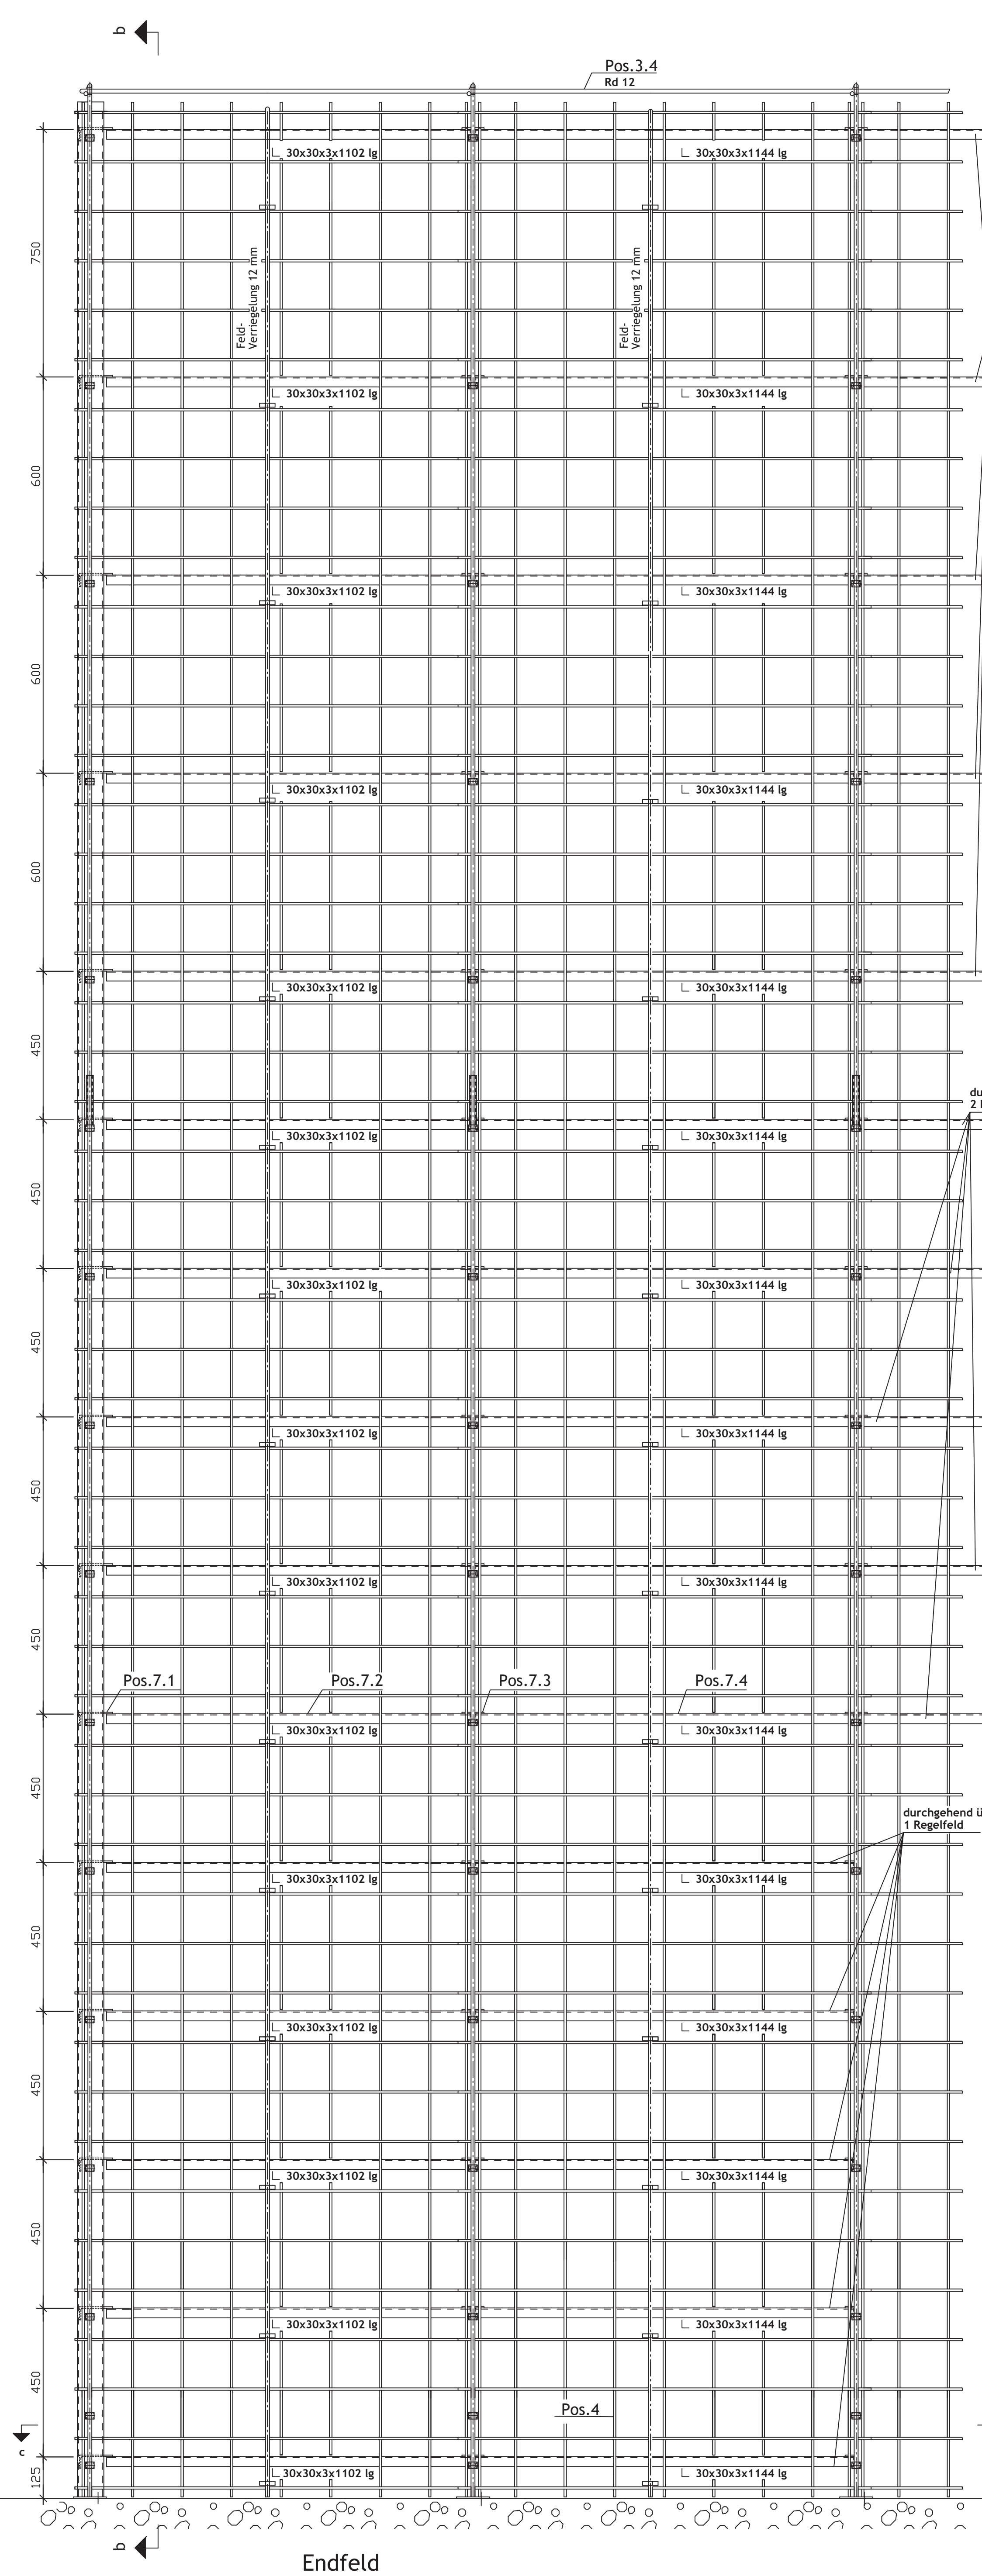 b
Pos.3.4
Rd 12
30x30x3x1102 lg
30x30x3x1144 lg
750
Feld-
Verriegelung 12 mm
Feld-
Verriegelung 12 mm
30x30x3x1102 lg
30x30x3x1144 lg
600
30x30x3x1102 lg
30x30x3x1144 lg
600
30x30x3x1102 lg
30x30x3x1144 lg
600
30x30x3x1102 lg
30x30x3x1144 lg
450
2
30x30x3x1102 lg
30x30x3x1144 lg
450
30x30x3x1102 lg
30x30x3x1144 lg
450
30x30x3x1102 lg
30x30x3x1144 lg
450
30x30x3x1102 lg
30x30x3x1144 lg
450
Pos.7.1
Pos.7.2
Pos.7.3
Pos.7.4
30x30x3x1102 lg
30x30x3x1144 lg
450
durchgehend
1 Regelfeld
30x30x3x1102 lg
30x30x3x1144 lg
450
30x30x3x1102 lg
30x30x3x1144 lg
450
30x30x3x1102 lg
30x30x3x1144 lg
450
30x30x3x1102 lg
30x30x3x1144 lg
450
Pos.4
c
30x30x3x1102 lg
30x30x3x1144 lg
125
b
Endfeld